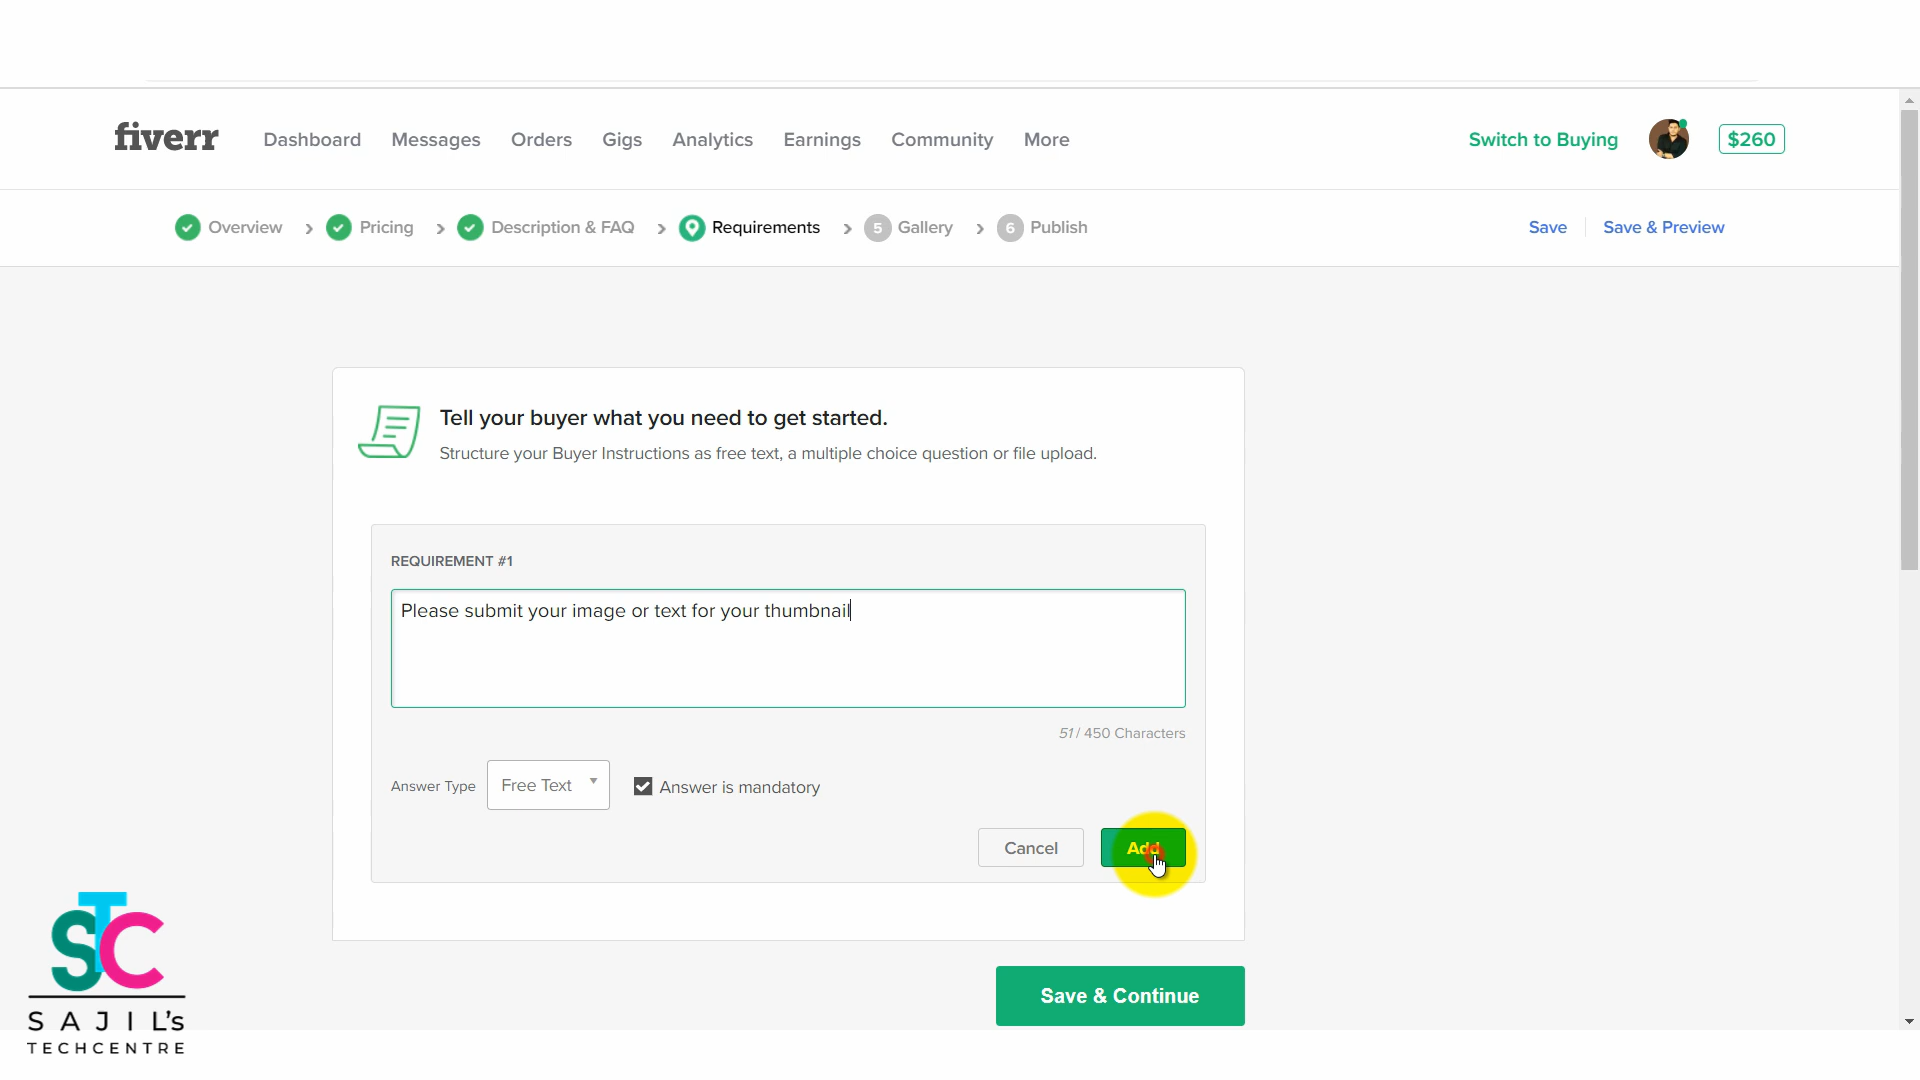 fiverr Dashboard Messages Orders Gigs Analytics Earnings Community More Switch to Buying $260
Overview Pricing Description & FAQ Requirements 5 Gallery 6 Publish Save Save & Preview
Tell your buyer what you need to get started.
Structure your Buyer Instructions as free text, a multiple choice question or file upload.
REQUIREMENT #1
Please submit your image or text for your thumbnail
51/ 450 Characters
Answer Type Free Text Answer is mandatory
Cancel Add
Save & Continue
STC
SAJIL's
TECHCENTRE